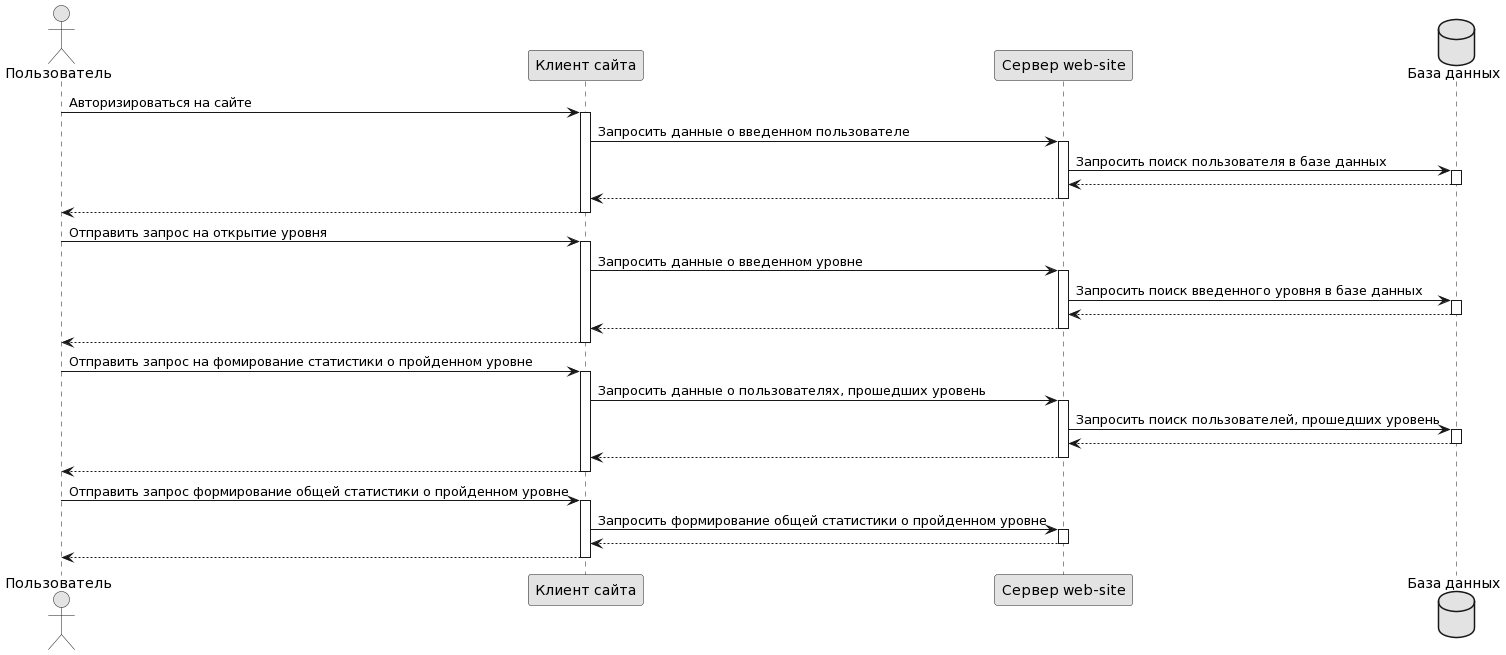 Пользователь
Клиент сайта
Сервер web-site
База данных
Авторизироваться на сайте
Запросить данные о введенном пользователе
Запросить поиск пользователя в базе данных
Отправить запрос на открытие уровня
Запросить данные о введенном уровне
Запросить поиск введенного уровня в базе данных
Отправить запрос на фомирование статистики о пройденном уровне
Запросить данные о пользователях, прошедших уровень
Запросить поиск пользователей, прошедших уровень
Отправить запрос формирование общей статистики о пройденном уровне
Запросить формирование общей статистики о пройденном уровне
Пользователь
Клиент сайта
Сервер web-site
База данных